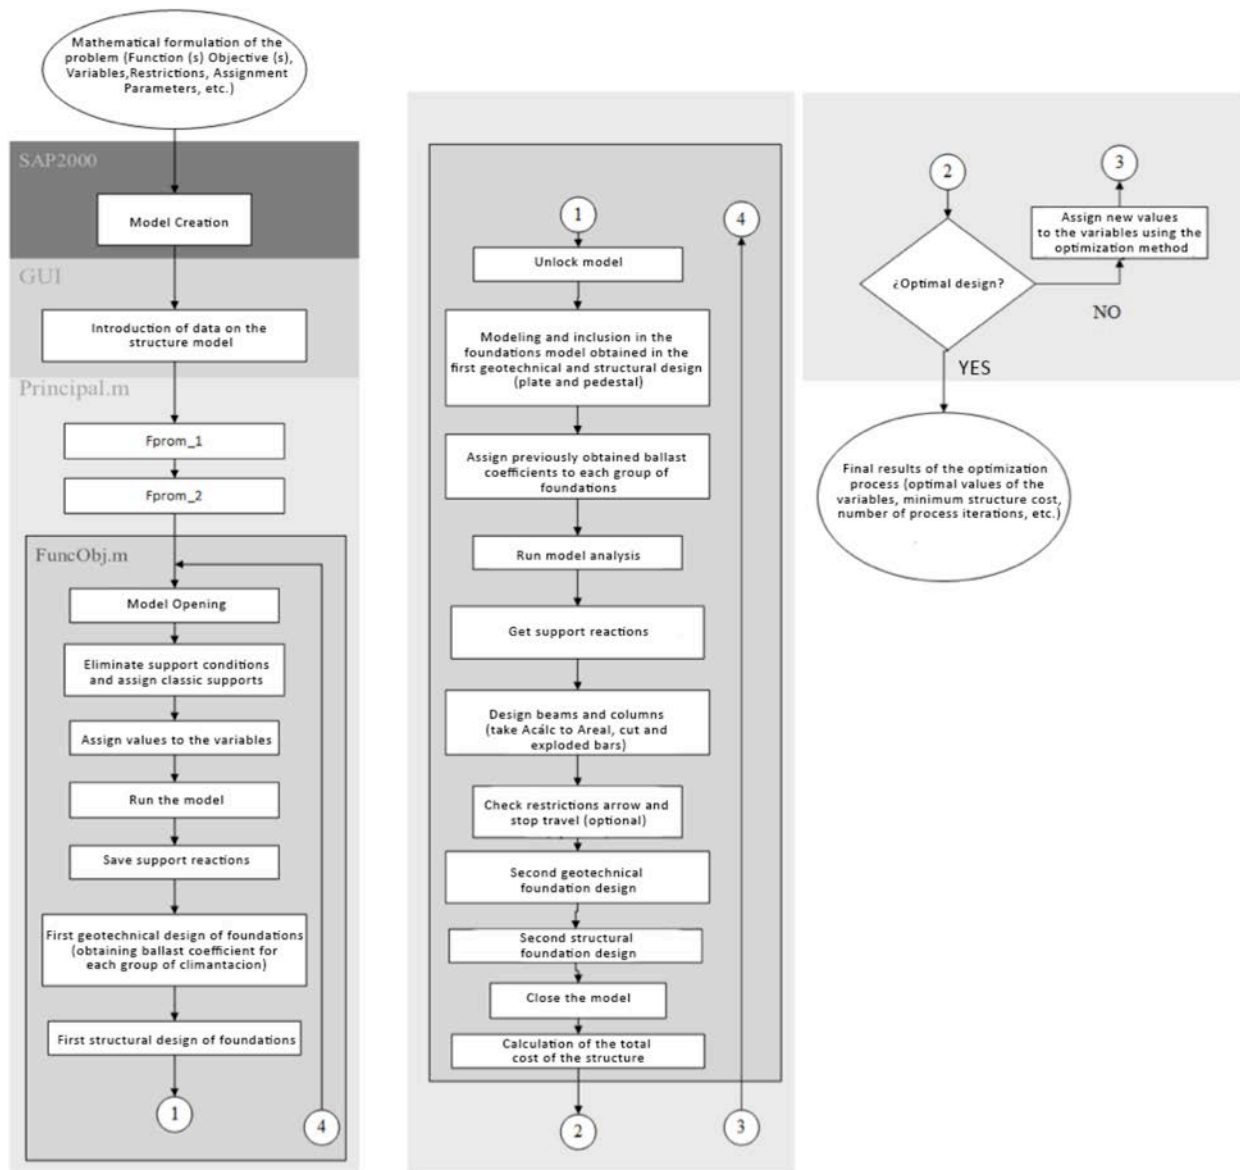 Mathematical formulation of the
problem (Function (s) Objective (s),
Variables,Restrictions, Assignment
Parameters, etc.)
SAP2000
Model Creation
GUI
Introduction of data on the
structure model
Principal.m
Fprom_1
Fprom_2
FuncObj.m
Model Opening
Eliminate support conditions
and assign classic supports
Assign values to the variables
Run the model
Save support reactions
First geotechnical design of foundations
(obtaining ballast coefficient for
each group of climantacion)
First structural design of foundations
1
4
1
4
Unlock model
Modeling and inclusion in the
foundations model obtained in the
first geotechnical and structural design
(plate and pedestal)
Assign previously obtained ballast
coefficients to each group of
foundations
Run model analysis
Get support reactions
Design beams and columns
(take Acálc to Areal, cut and
exploded bars)
Check restrictions arrow and
stop travel (optional)
Second geotechnical
foundation design
Second structural
foundation design
Close the model
Calculation of the total
cost of the structure
2
3
2
3
Assign new values
to the variables using the
optimization method
¿Optimal design?
NO
YES
Final results of the optimization
process (optimal values of the
variables, minimum structure cost,
number of process iterations, etc.)